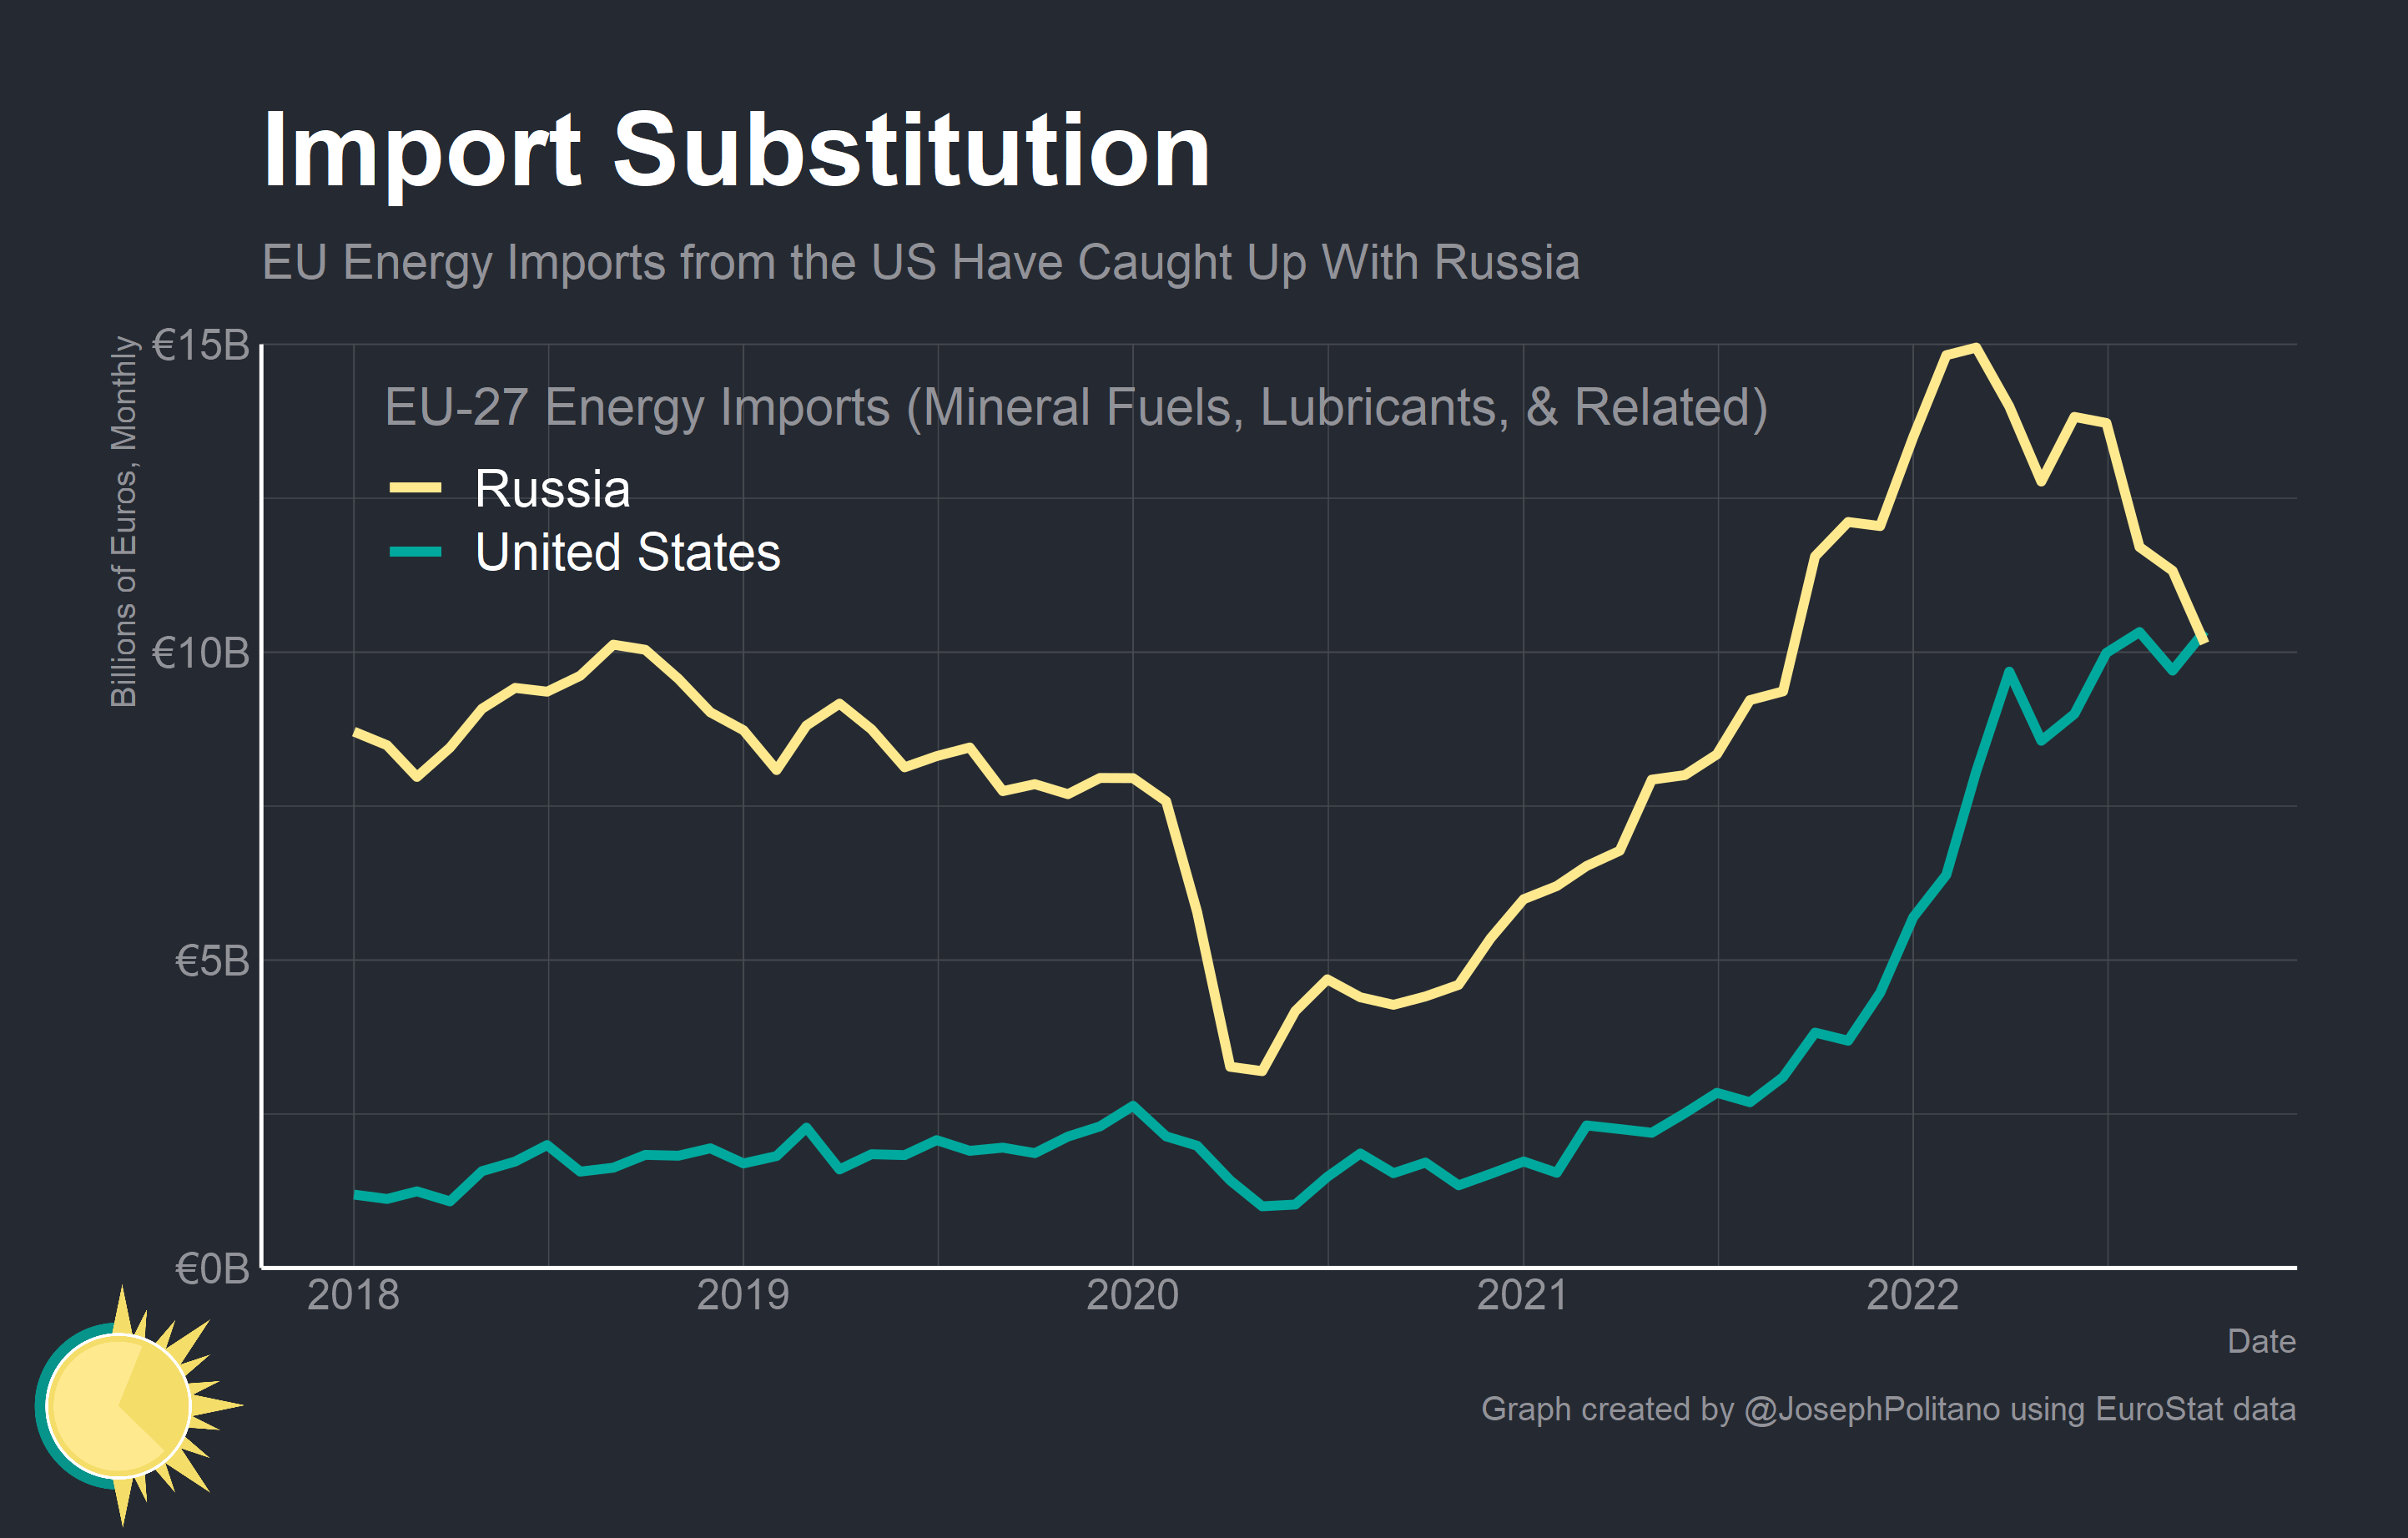 Import Substitution
EU Energy Imports from the US Have Caught Up With Russia
Billions of Euros, Monthly
€15B
€10B
€5B
€0B
EU-27 Energy Imports (Mineral Fuels, Lubricants, & Related)
Russia
United States
2018 2019 2020 2021 2022
Date
Graph created by @JosephPolitano using EuroStat data